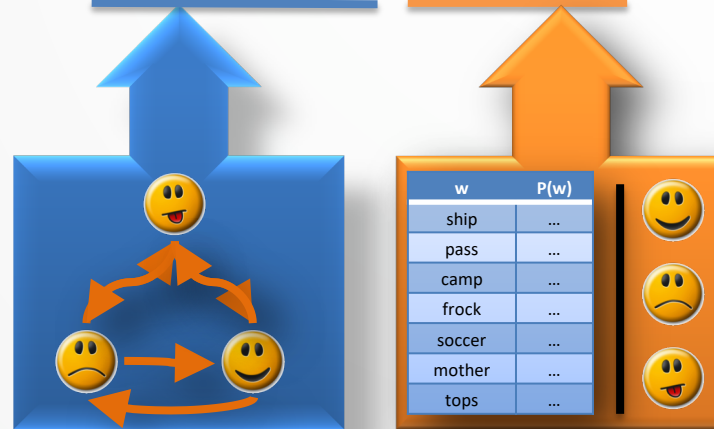 w P(w)
ship ...
pass ...
camp ...
frock ...
soccer ...
mother ...
tops ...